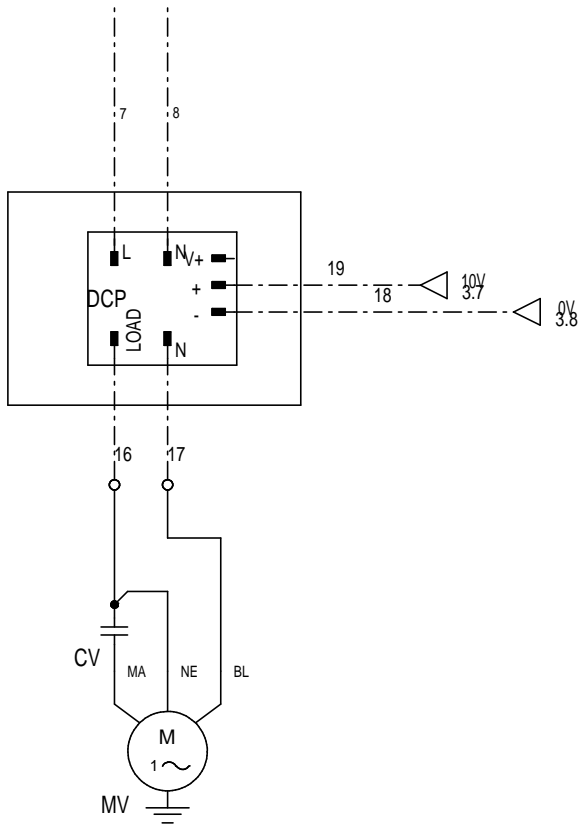 7 8
L N V+
+ 19 10V
3.7
DCP
LOAD
- 18 0V
3.8
N
16 17
CV
MA NE BL
M
1
MV